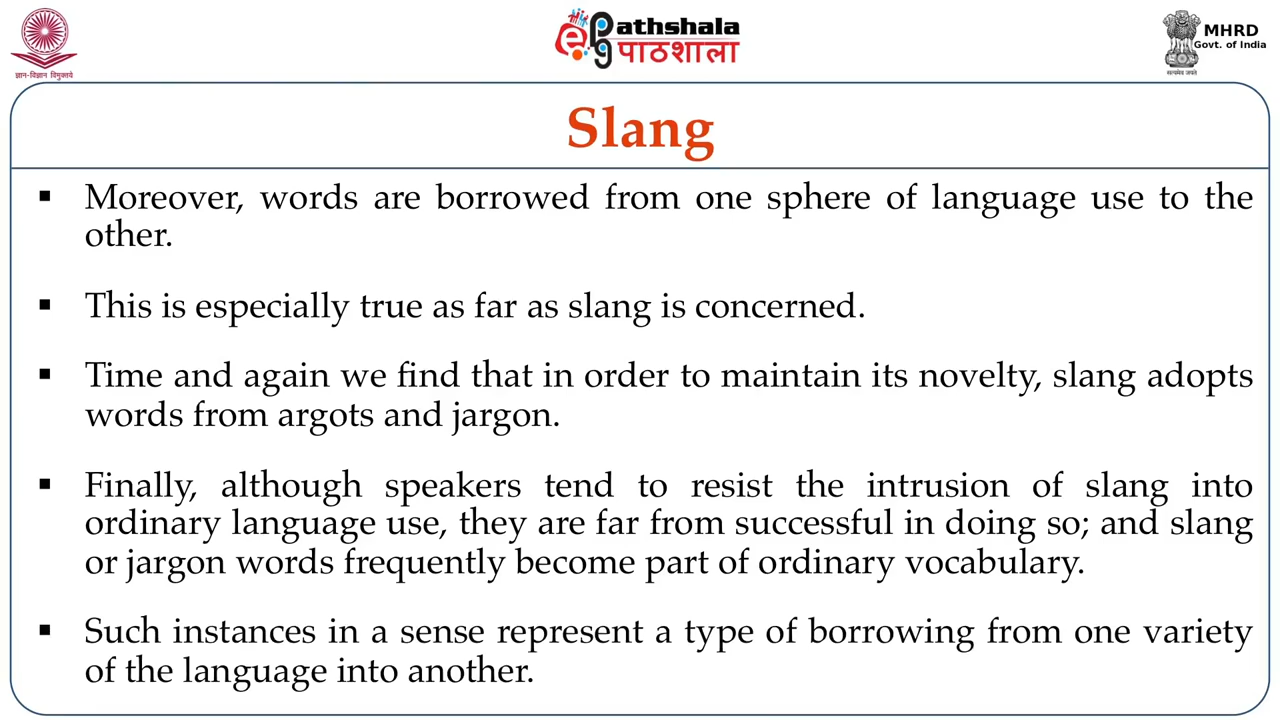 ज्ञान-विज्ञान विमुक्तये
ePG Pathshala
पाठशाला
MHRD
Govt. of India
सत्यमेव जयते
Slang
▪ Moreover, words are borrowed from one sphere of language use to the
other.
▪ This is especially true as far as slang is concerned.
▪ Time and again we find that in order to maintain its novelty, slang adopts
words from argots and jargon.
▪ Finally, although speakers tend to resist the intrusion of slang into
ordinary language use, they are far from successful in doing so; and slang
or jargon words frequently become part of ordinary vocabulary.
▪ Such instances in a sense represent a type of borrowing from one variety
of the language into another.